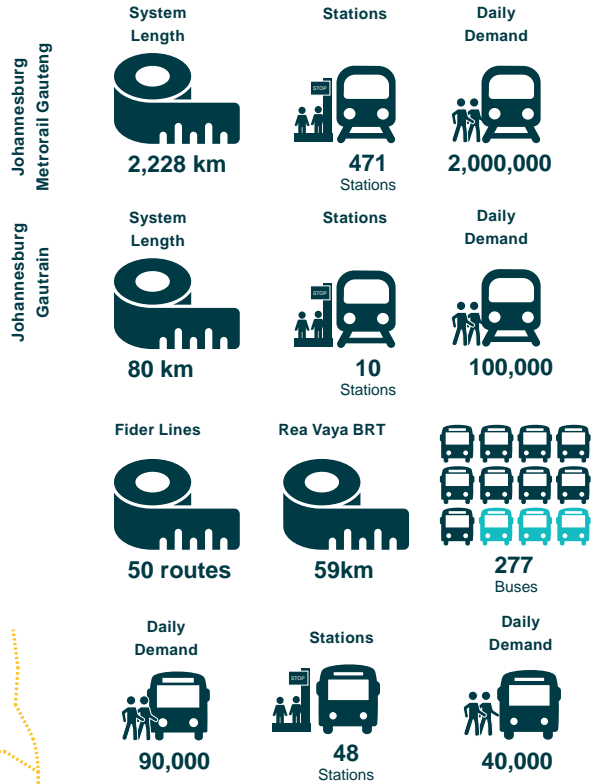 Johannesburg
Metrorail Gauteng
System
Length
Stations
Daily
Demand
STOP
2,228 km
471
Stations
2,000,000
Johannesburg
Gautrain
System
Length
Stations
Daily
Demand
STOP
80 km
10
Stations
100,000
Fider Lines
Rea Vaya BRT
50 routes
59km
277
Buses
Daily
Demand
Stations
Daily
Demand
STOP
90,000
48
Stations
40,000